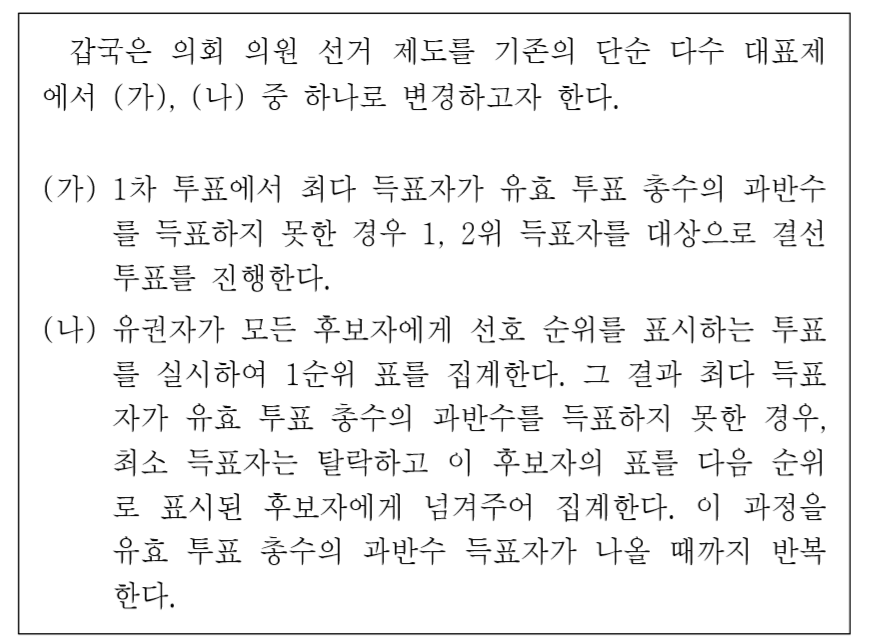 갑국은 의회 의원 선거 제도를 기존의 단순 다수 대표제
에서 (가), (나) 중 하나로 변경하고자 한다.
(가) 1차 투표에서 최다 득표자가 유효 투표 총수의 과반수
를 득표하지 못한 경우 1, 2위 득표자를 대상으로 결선
투표를 진행한다.
(나) 유권자가 모든 후보자에게 선호 순위를 표시하는 투표
를 실시하여 1순위 표를 집계한다. 그 결과 최다 득표
자가 유효 투표 총수의 과반수를 득표하지 못한 경우,
최소 득표자는 탈락하고 이 후보자의 표를 다음 순위
로 표시된 후보자에게 넘겨주어 집계한다. 이 과정을
유효 투표 총수의 과반수 득표자가 나올 때까지 반복
한다.